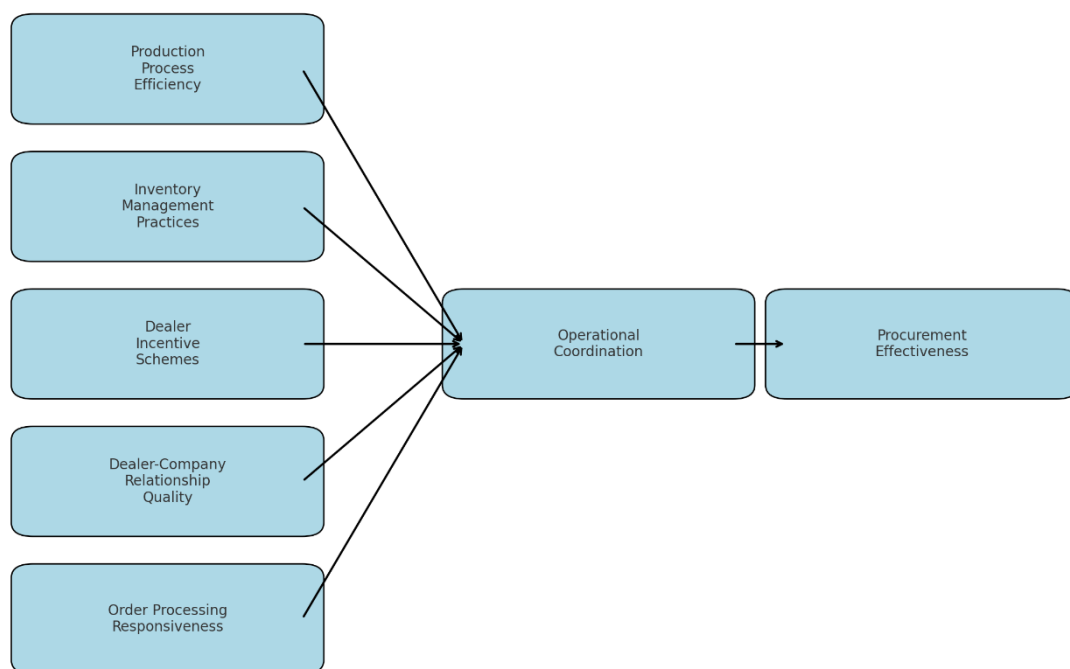 Production
Process
Efficiency
Inventory
Management
Practices
Dealer
Incentive
Schemes
Operational
Coordination
Procurement
Effectiveness
Dealer-Company
Relationship
Quality
Order Processing
Responsiveness